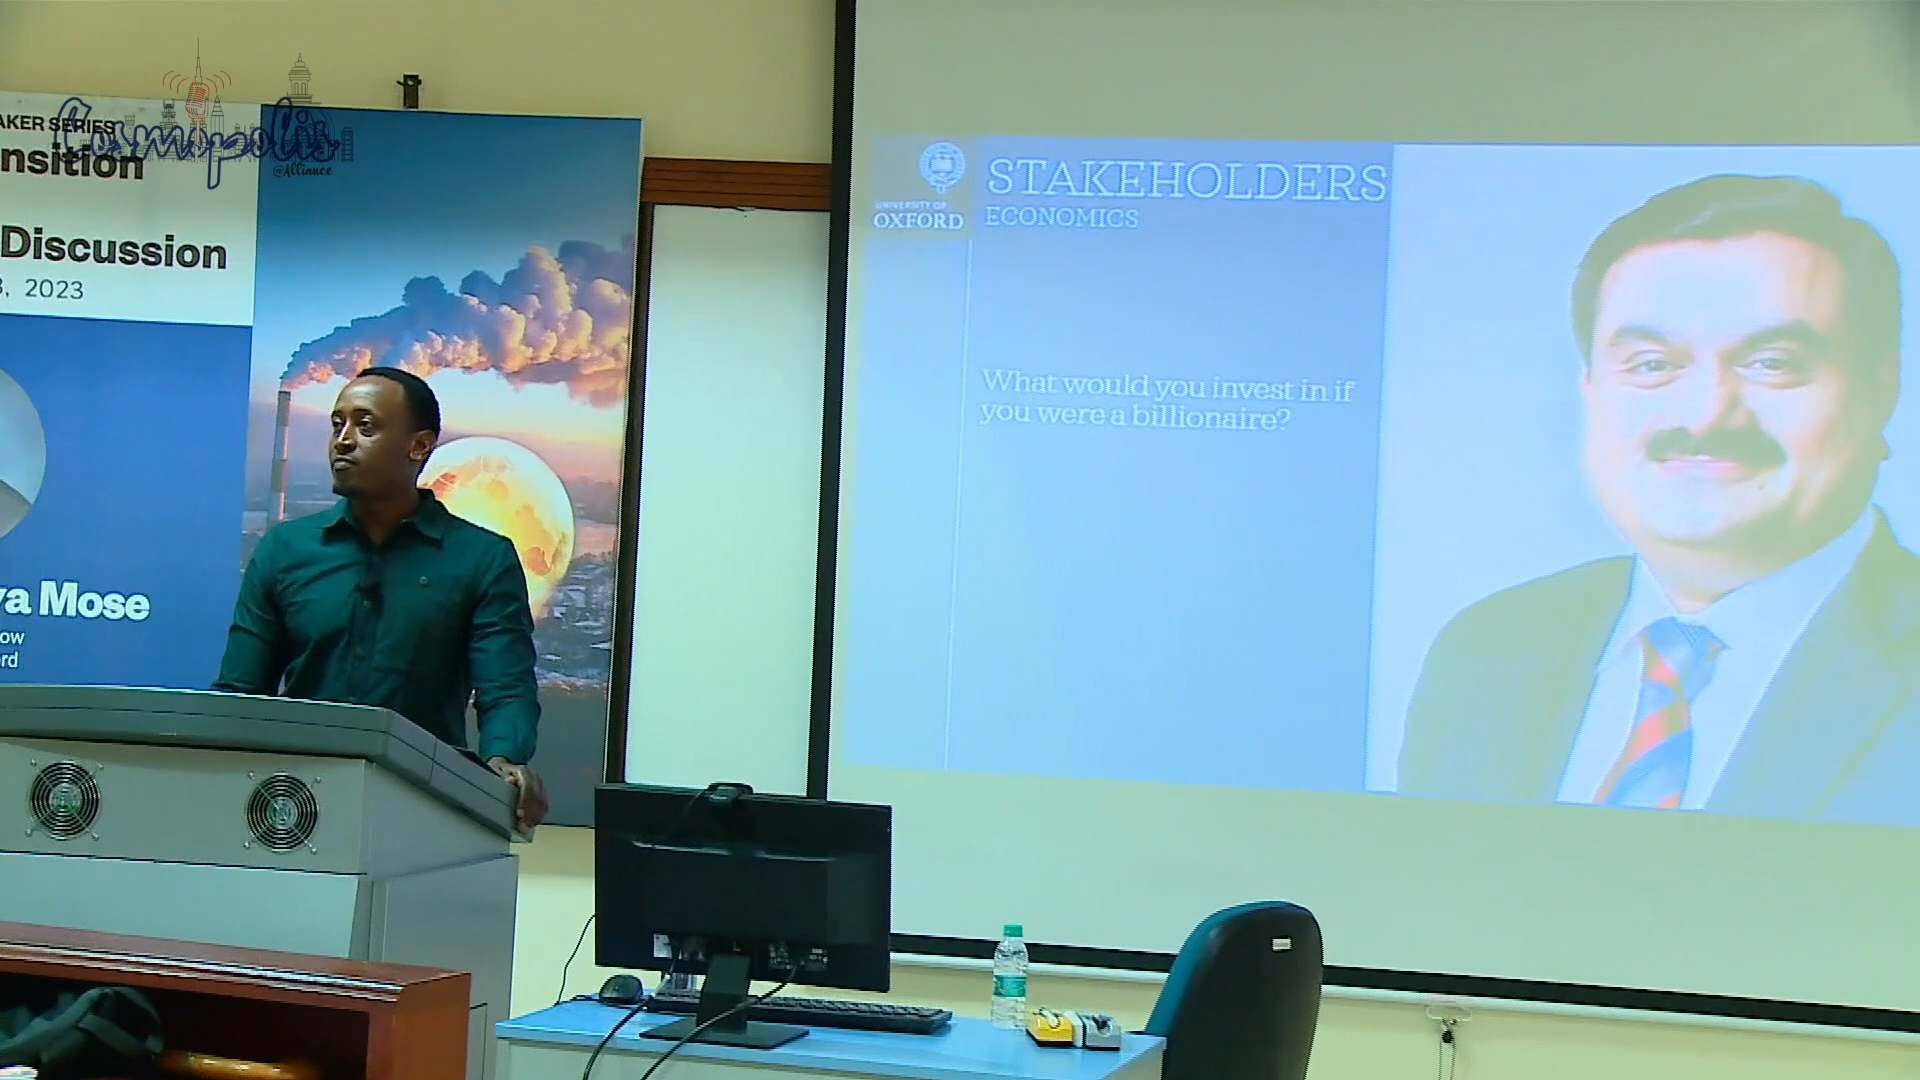 AKER SERIES
Cosmopolis
nsition
@Alliance
Discussion
3, 2023
ya Mose
ow
rd
UNIVERSITY OF
OXFORD
STAKEHOLDERS
ECONOMICS
What would you invest in if
you were a billionaire?